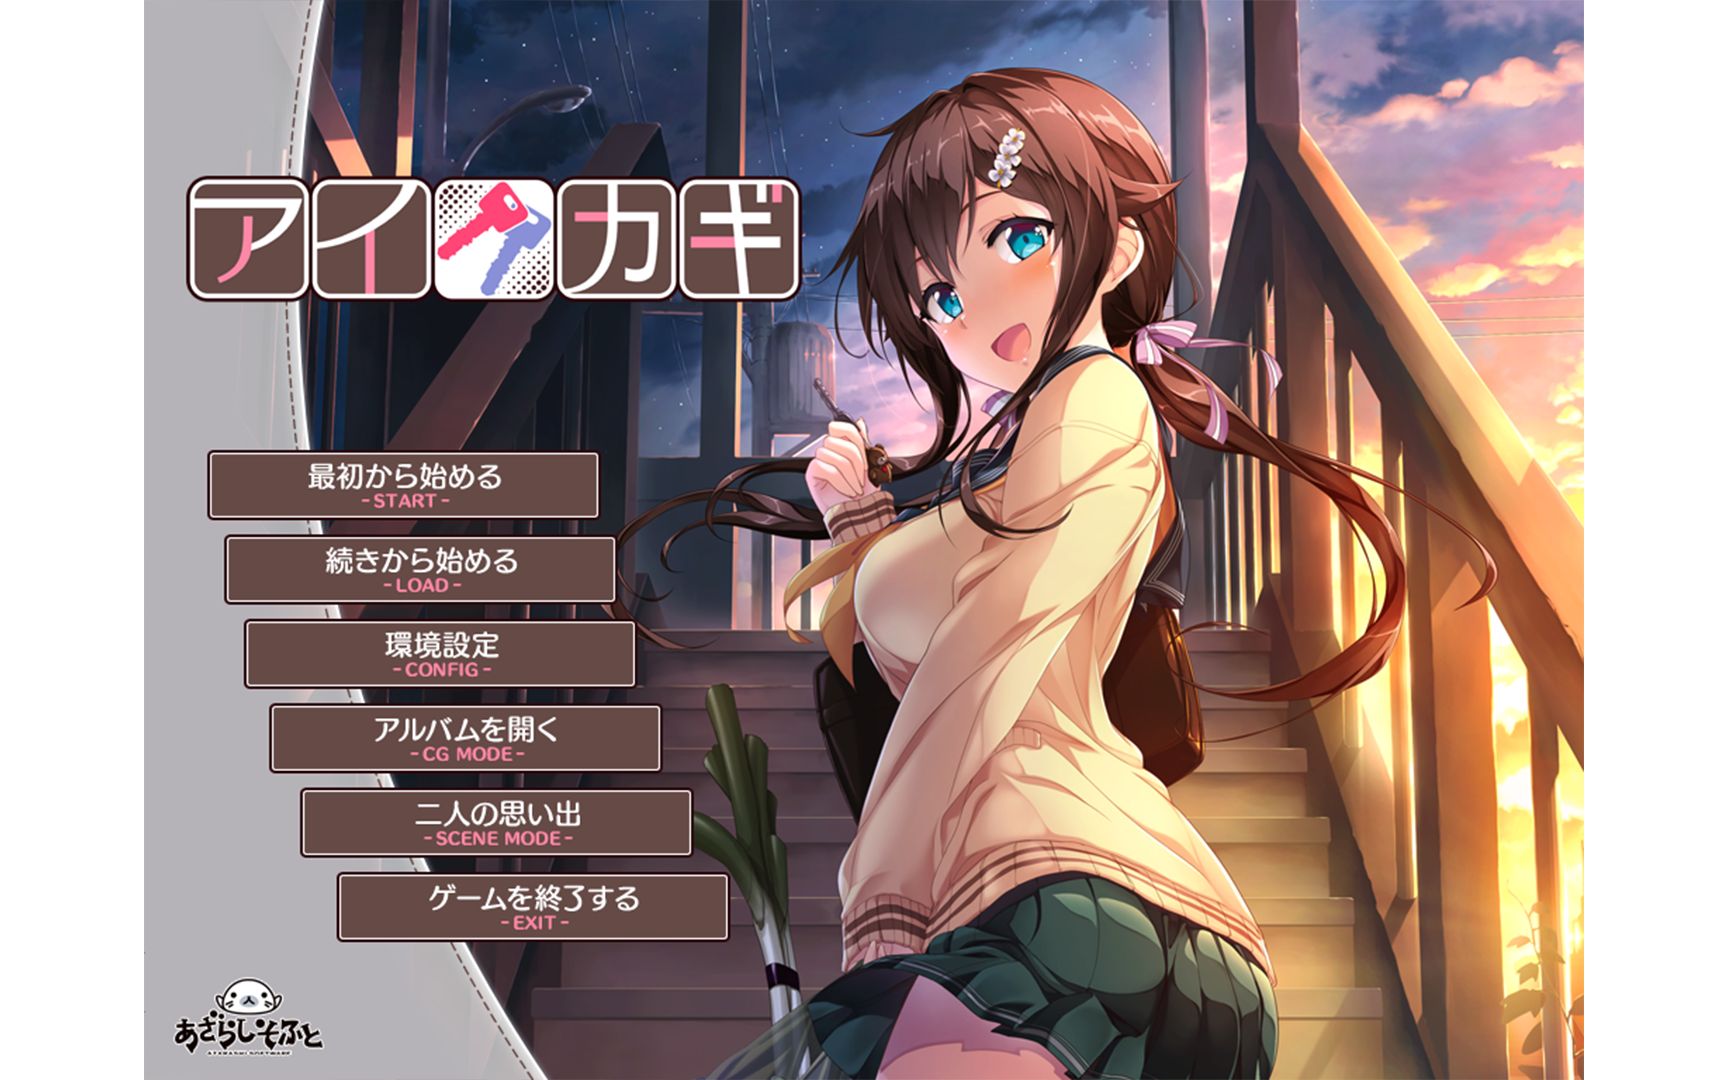 アイカギ
最初から始める
-START-
続きから始める
-LOAD-
環境設定
-CONFIG-
アルバムを開く
-CG MODE-
二人の思い出
-SCENE MODE-
ゲームを終了する
-EXIT-
あざらしそふと
AZARASHI SOFTWARE